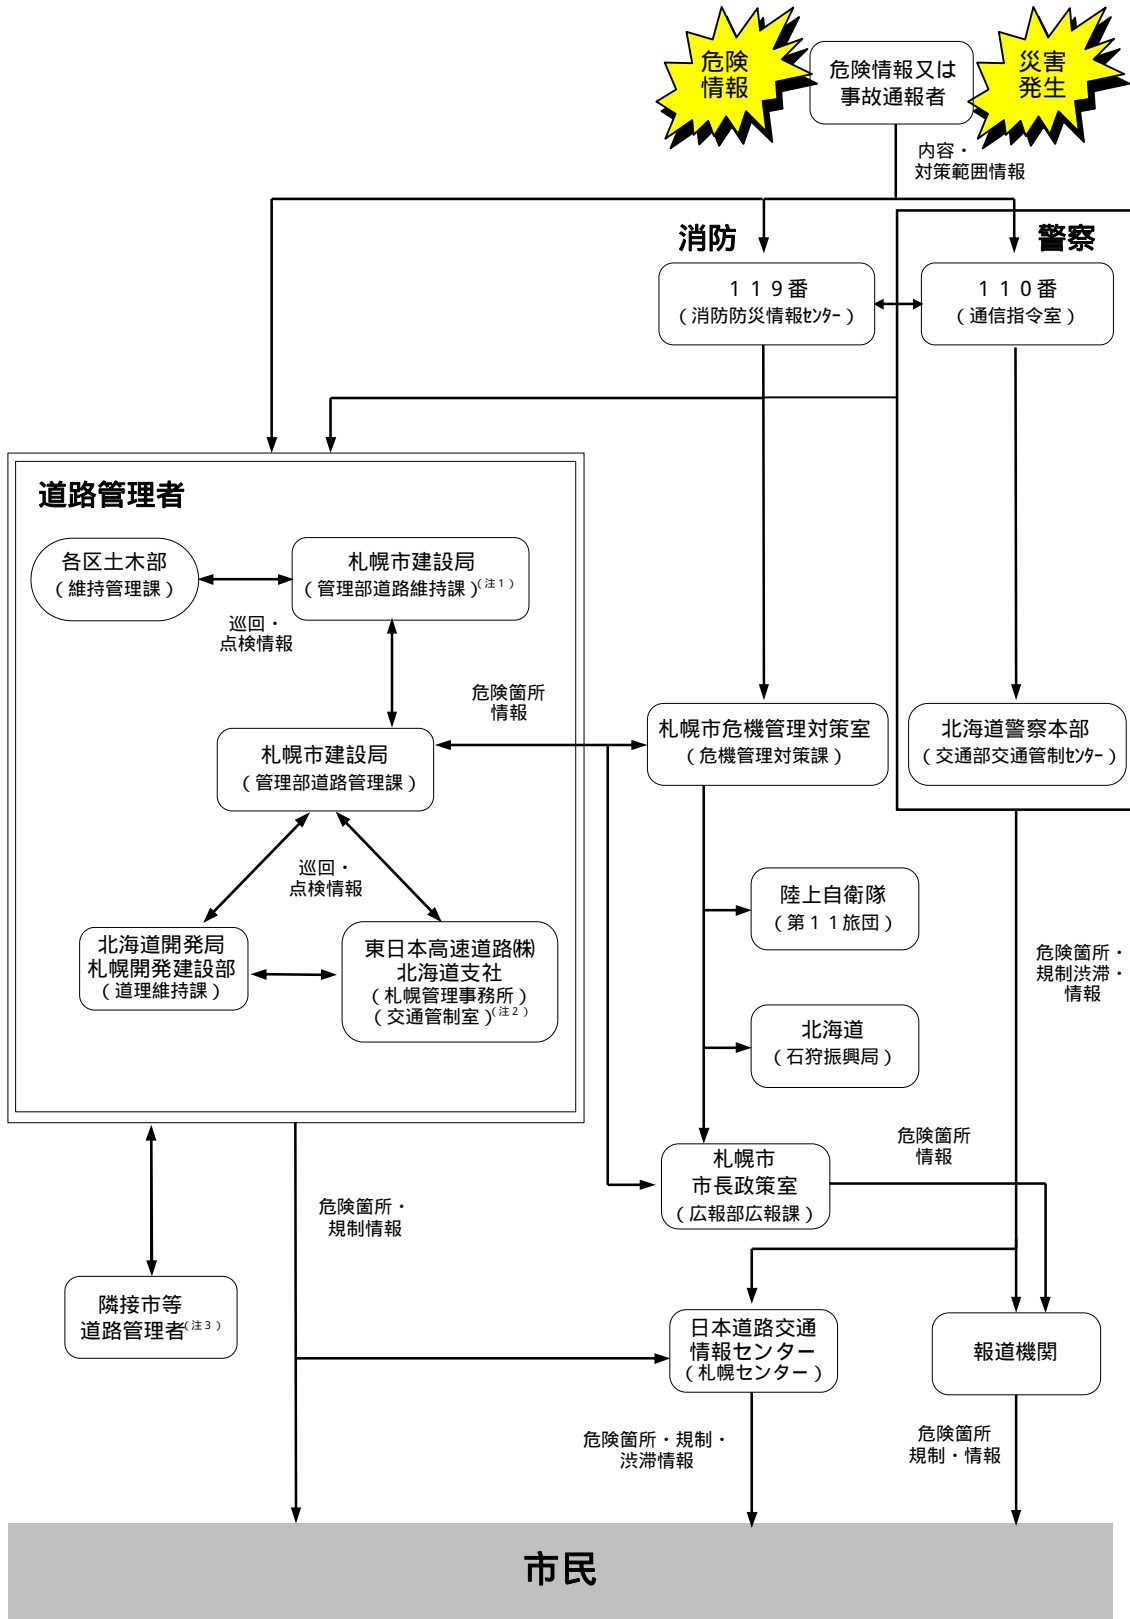 危険
情報
危険情報又は
事故通報者
災害
発生
内容・
対策範囲情報
消防
警察
119番
(消防防災情報ｾﾝﾀｰ)
110番
(通信指令室)
道路管理者
各区土木部
(維持管理課)
札幌市建設局
(管理部道路維持課)(注1)
巡回・
点検情報
危険箇所
情報
札幌市建設局
(管理部道路管理課)
札幌市危機管理対策室
(危機管理対策課)
北海道警察本部
(交通部交通管制ｾﾝﾀｰ)
巡回・
点検情報
北海道開発局
札幌開発建設部
(道理維持課)
東日本高速道路㈱
北海道支社
(札幌管理事務所)
(交通管制室)(注2)
陸上自衛隊
(第11旅団)
危険箇所・
規制渋滞・
情報
北海道
(石狩振興局)
札幌市
市長政策室
(広報部広報課)
危険箇所
情報
危険箇所・
規制情報
隣接市等
道路管理者(注3)
日本道路交通
情報センター
(札幌センター)
報道機関
危険箇所・規制・
渋滞情報
危険箇所
規制・情報
市民